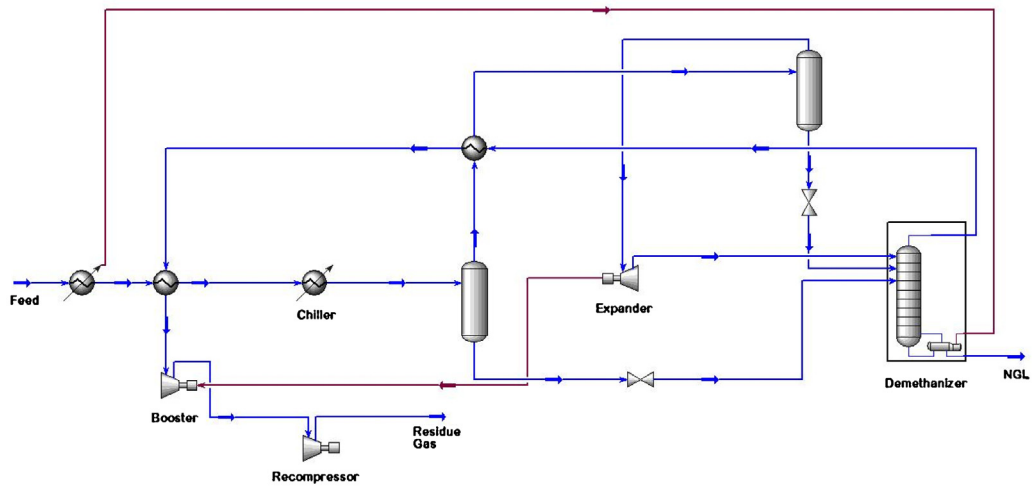 Feed
Chiller
Expander
Demethanizer
NGL
Booster
Residue
Gas
Recompressor